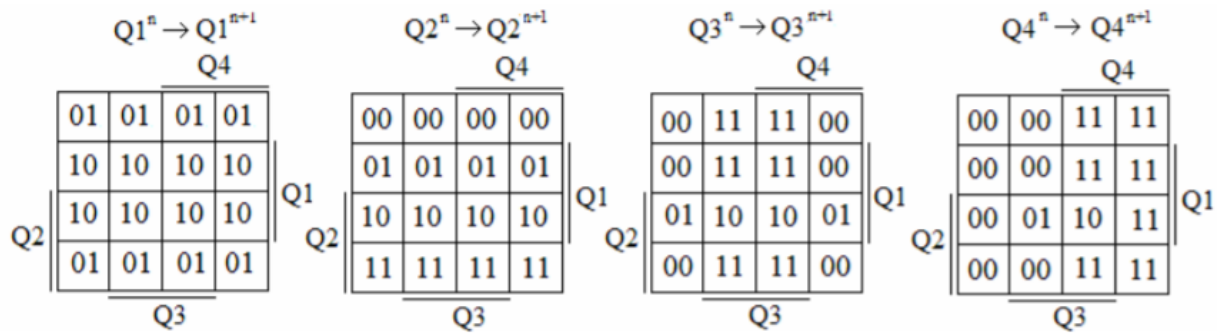 Q1ⁿ → Q1ⁿ⁺¹ Q2ⁿ → Q2ⁿ⁺¹ Q3ⁿ → Q3ⁿ⁺¹ Q4ⁿ → Q4ⁿ⁺¹
Q4 Q4 Q4 Q4
01 01 01 01 00 00 00 00 00 11 11 00 00 00 11 11
10 10 10 10 01 01 01 01 00 11 11 00 00 00 11 11
Q1 Q1 Q1 Q1
10 10 10 10 10 10 10 10 01 10 10 01 00 01 10 11
Q2 Q2 Q2 Q2
01 01 01 01 11 11 11 11 00 11 11 00 00 00 11 11
Q3 Q3 Q3 Q3